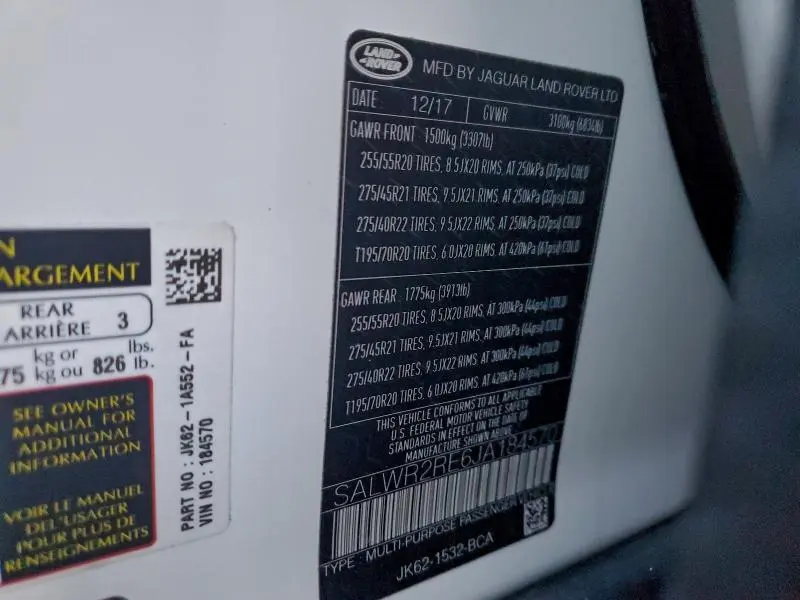 LAND ROVER
MFD BY JAGUAR LAND ROVER LTD
DATE 12/17 GVWR 3100kg (6834lb)
GAWR FRONT 1500kg (3307lb)
255/55R20 TIRES, 8.5JX20 RIMS, AT 250kPa (37psi) COLD
275/45R21 TIRES, 9.5JX21 RIMS, AT 250kPa (37psi) COLD
275/40R22 TIRES, 9.5JX22 RIMS, AT 250kPa (37psi) COLD
T195/70R20 TIRES, 6.0JX20 RIMS, AT 420kPa (61psi) COLD
GAWR REAR 1775kg (3913lb)
255/55R20 TIRES, 8.5JX20 RIMS, AT 300kPa (44psi) COLD
275/45R21 TIRES, 9.5JX21 RIMS, AT 300kPa (44psi) COLD
275/40R22 TIRES, 9.5JX22 RIMS, AT 300kPa (44psi) COLD
T195/70R20 TIRES, 6.0JX20 RIMS, AT 420kPa (61psi) COLD
THIS VEHICLE CONFORMS TO ALL APPLICABLE
U.S. FEDERAL MOTOR VEHICLE SAFETY
STANDARDS IN EFFECT ON THE DATE OF
MANUFACTURE SHOWN ABOVE.
SALWR2RE6JA184570
TYPE : MULTI-PURPOSE PASSENGER VEHICLE
JK62-1532-BCA
N
ARGEMENT
REAR
ARRIÈRE 3
75 kg or
kg ou 826 lbs.
lb.
SEE OWNER'S
MANUAL FOR
ADDITIONAL
INFORMATION
VOIR LE MANUEL
DEL'USAGER
POUR PLUS DE
RENSEIGNEMENTS
PART NO : JK62-1A552-FA
VIN NO : 184570